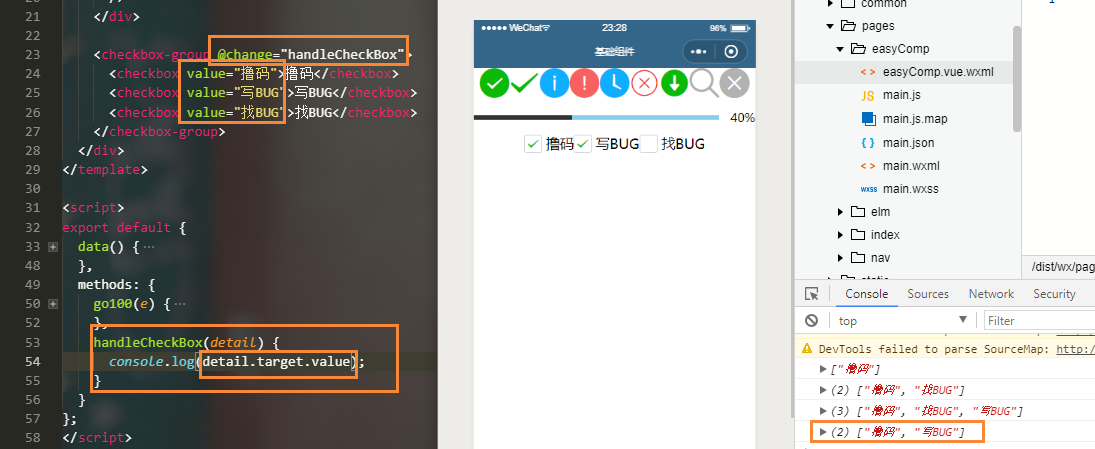 22 </div>
23 <checkbox-group @change="handleCheckBox">
24 <checkbox value="撸码">撸码</checkbox>
25 <checkbox value="写BUG">写BUG</checkbox>
26 <checkbox value="找BUG">找BUG</checkbox>
27 </checkbox-group>
28 </div>
29 </template>
30
31 <script>
32 export default {
33 data() {···
48 },
49 methods: {
50 go100(e) {···
52 },
53 handleCheckBox(detail) {
54 console.log(detail.target.value);
55 }
56 }
57 };
58 </script>
WeChat 23:28 96%
基础组件
40%
撸码 写BUG 找BUG
common
pages
easyComp
easyComp.vue.wxml
JS main.js
main.js.map
{ } main.json
< > main.wxml
wxss main.wxss
elm
index
nav
/dist/wx/pag
Console Sources Network Security
top Filter
DevTools failed to parse SourceMap: http:/
["撸码"]
(2) ["撸码", "找BUG"]
(3) ["撸码", "找BUG", "写BUG"]
(2) ["撸码", "写BUG"]